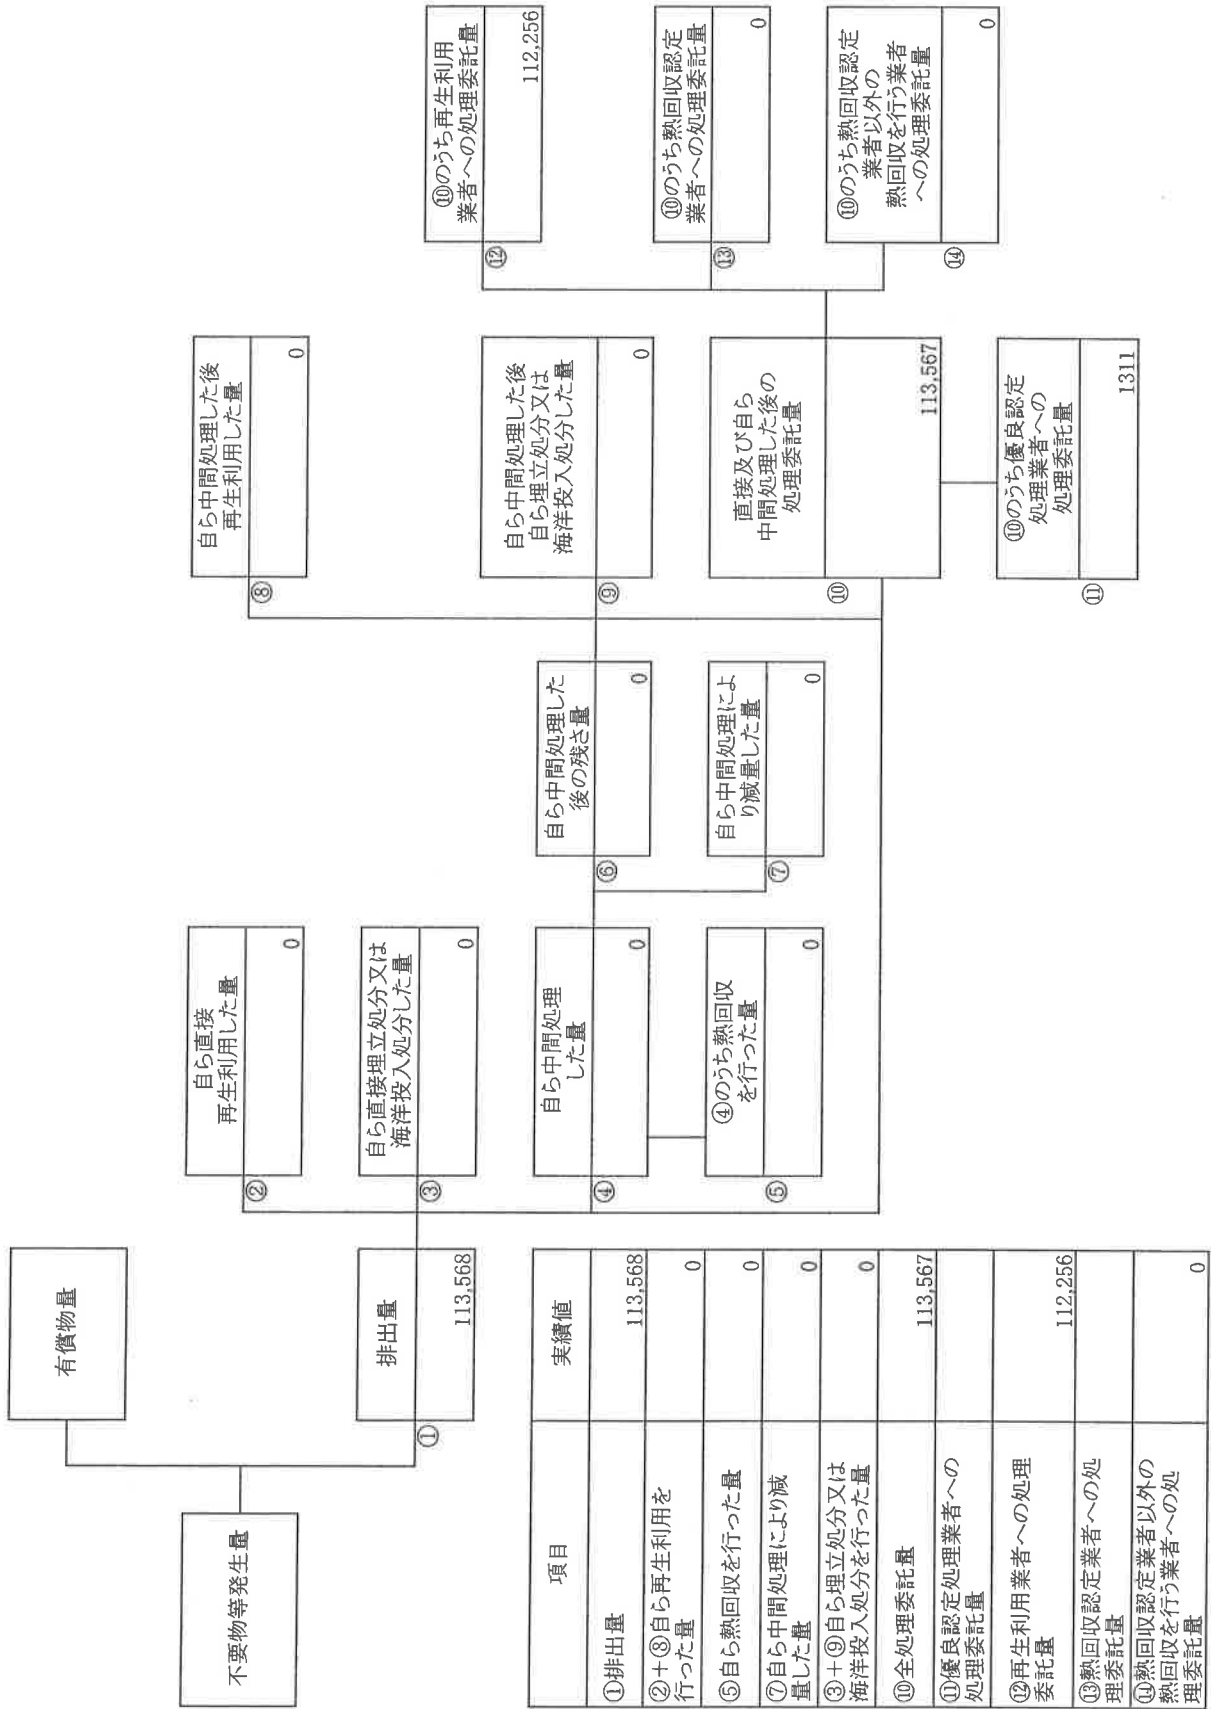 不要物等発生量
有償物量
①
排出量
113,568
②
自ら直接
再生利用した量
0
③
自ら直接埋立処分又は
海洋投入処分した量
0
④
自ら中間処理
した量
0
⑤
④のうち熱回収
を行った量
0
⑥
自ら中間処理した
後の残さ量
0
⑦
自ら中間処理によ
り減量した量
0
⑧
自ら中間処理した後
再生利用した量
0
⑨
自ら中間処理した後
自ら埋立処分又は
海洋投入処分した量
0
⑩
直接及び自ら
中間処理した後の
処理委託量
113,567
⑪
⑩のうち優良認定
処理業者への
処理委託量
1311
⑫
⑩のうち再生利用
業者への処理委託量
112,256
⑬
⑩のうち熱回収認定
業者への処理委託量
0
⑭
⑩のうち熱回収認定
業者以外の
熱回収を行う業者
への処理委託量
0
項目 実績値
①排出量 113,568
②+⑧自ら再生利用を
行った量 0
⑤自ら熱回収を行った量 0
⑦自ら中間処理により減
量した量 0
③+⑨自ら埋立処分又は
海洋投入処分を行った量 0
⑩全処理委託量 113,567
⑪優良認定処理業者への
処理委託量
⑫再生利用業者への処理
委託量 112,256
⑬熱回収認定業者への処
理委託量
⑭熱回収認定業者以外の
熱回収を行う業者への処
理委託量 0